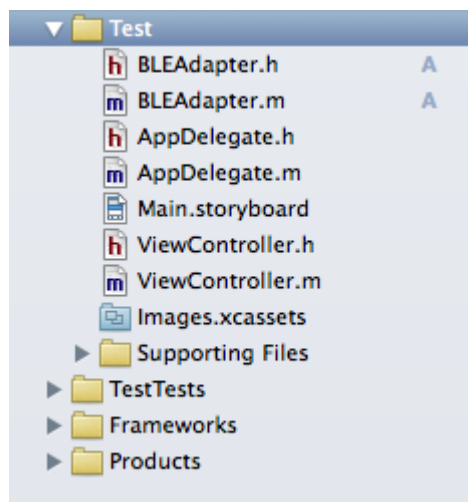 Test
h BLEAdapter.h A
m BLEAdapter.m A
h AppDelegate.h
m AppDelegate.m
Main.storyboard
h ViewController.h
m ViewController.m
Images.xcassets
Supporting Files
TestTests
Frameworks
Products